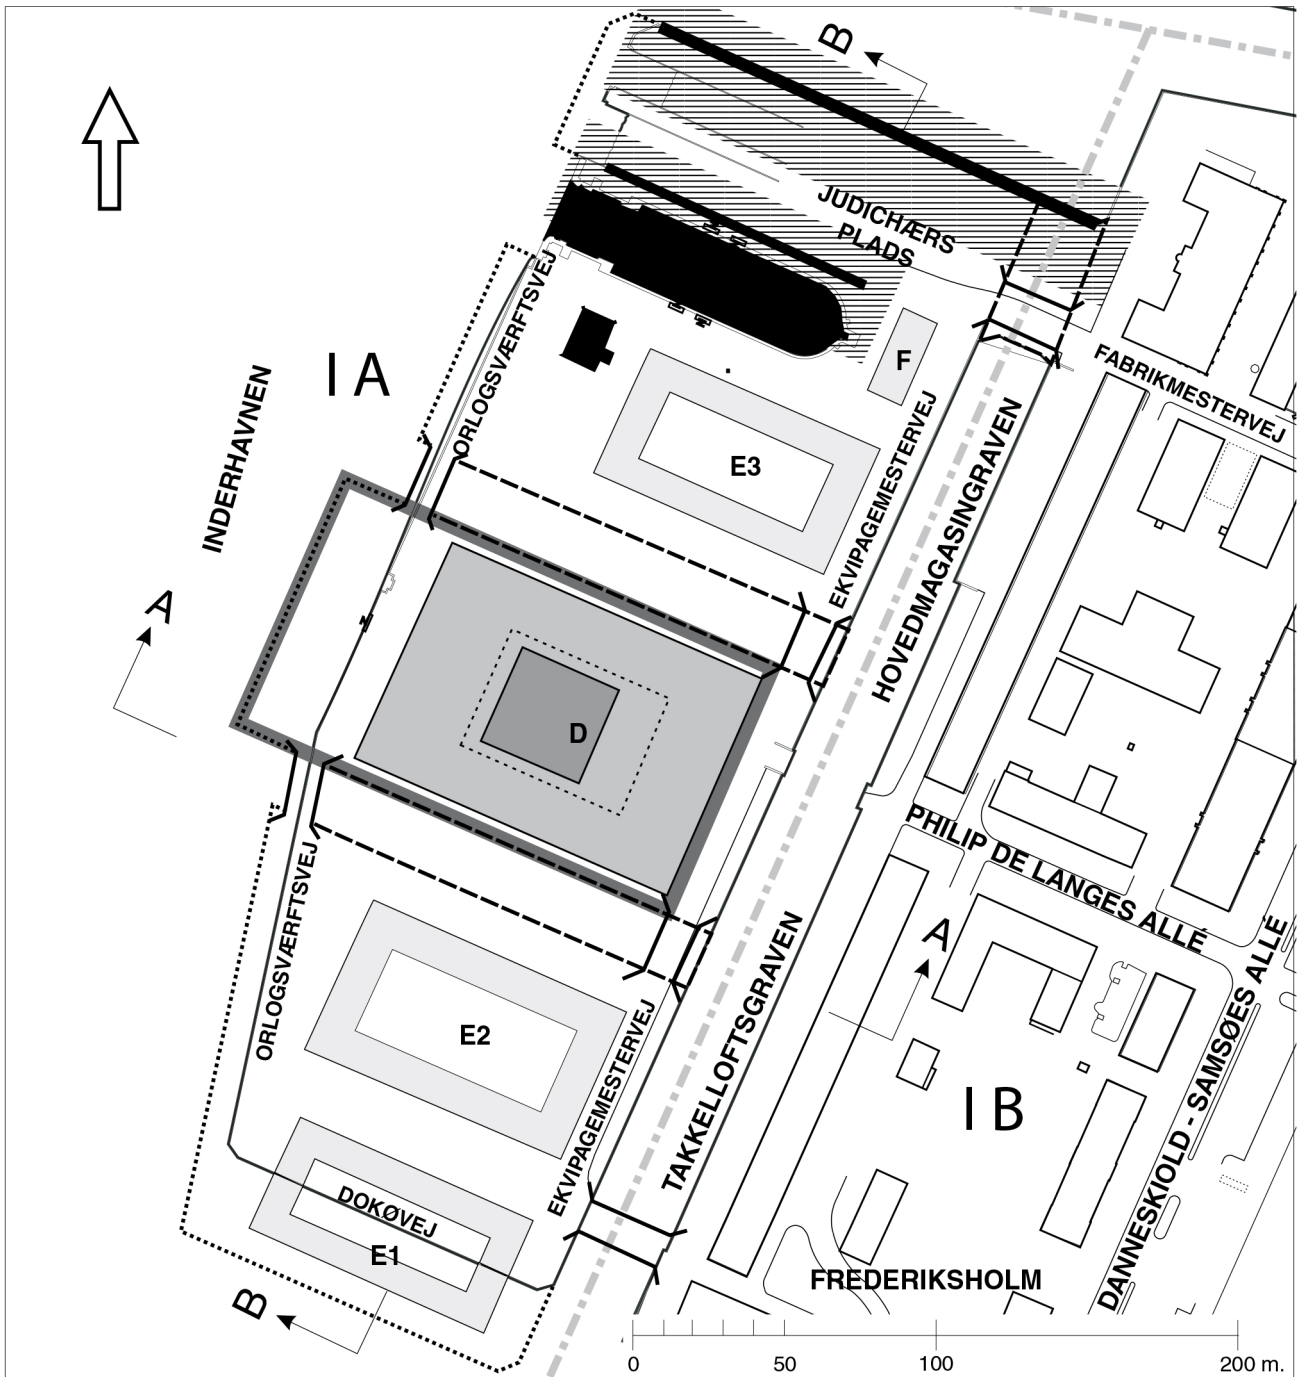 B
JUDICHÆRS
PLADS
ORLOGSVÆRFTSVEJ
I A
INDERHAVNEN
F
FABRIKMESTERVEJ
E3
EKVIPAGEMESTERVEJ
HOVEDMAGASINGRAVEN
A
D
PHILIP DE LANGES ALLÉ
ORLOGSVÆRFTSVEJ
E2
EKVIPAGEMESTERVEJ
TAKKELLOFTSGRAVEN
A
I B
DANNESKIOLD - SAMSØES ALLÉ
DOKØVEJ
E1
B
FREDERIKSHOLM
0 50 100 200 m.